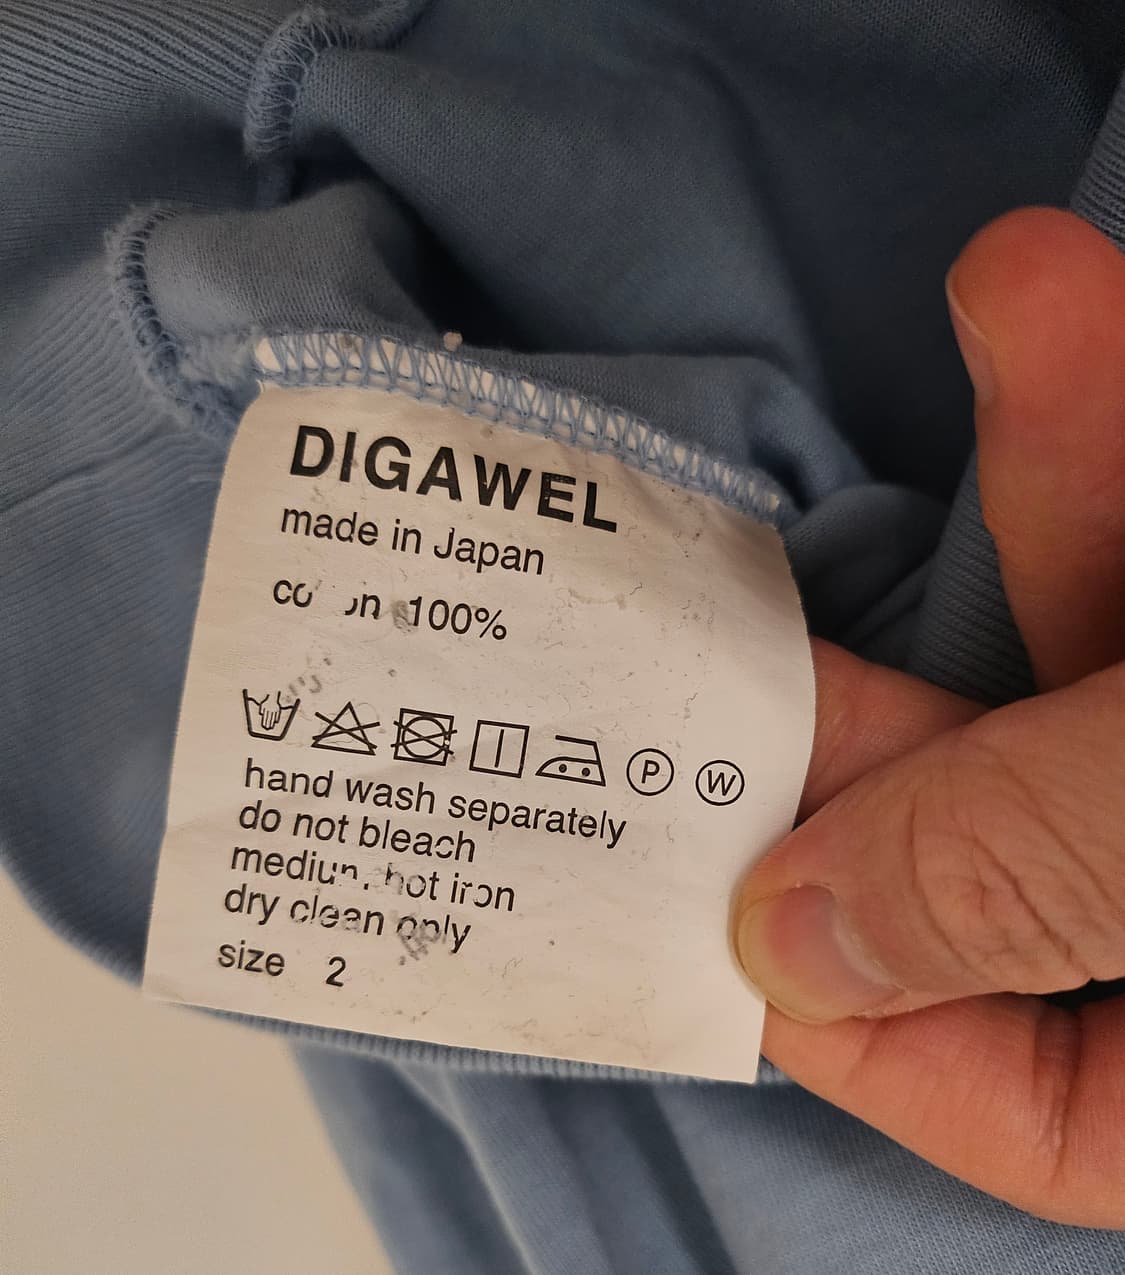 DIGAWEL
made in Japan
cotton 100%
P W
hand wash separately
do not bleach
medium hot iron
dry clean only
size 2